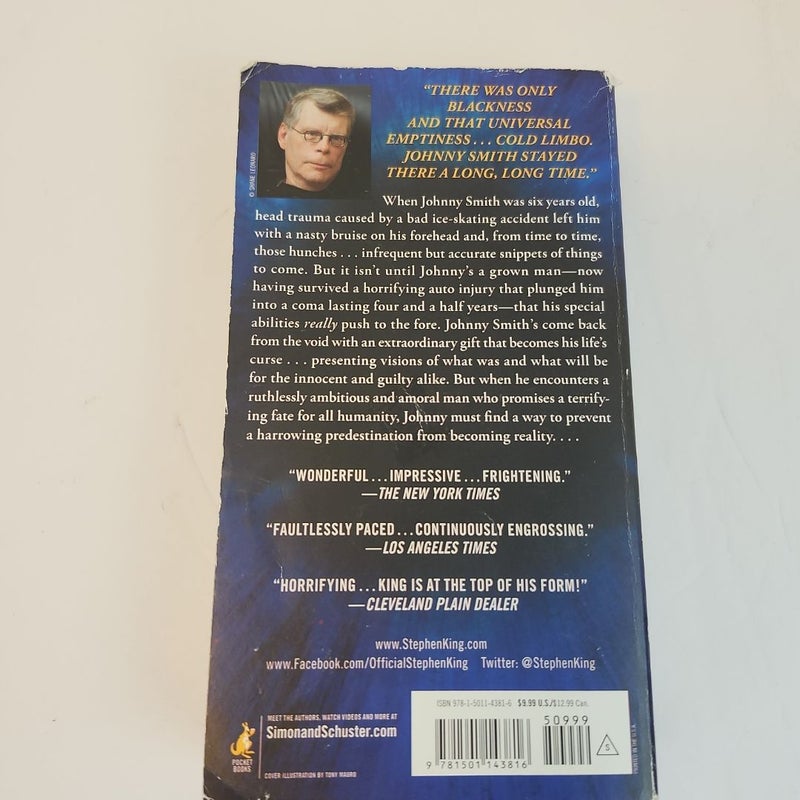 © SHANE LEONARD
“THERE WAS ONLY
BLACKNESS
AND THAT UNIVERSAL
EMPTINESS . . . COLD LIMBO.
JOHNNY SMITH STAYED
THERE A LONG, LONG TIME.”
When Johnny Smith was six years old,
head trauma caused by a bad ice-skating accident left him
with a nasty bruise on his forehead and, from time to time,
those hunches . . . infrequent but accurate snippets of things
to come. But it isn’t until Johnny’s a grown man—now
having survived a horrifying auto injury that plunged him
into a coma lasting four and a half years—that his special
abilities really push to the fore. Johnny Smith’s come back
from the void with an extraordinary gift that becomes his life’s
curse . . . presenting visions of what was and what will be
for the innocent and guilty alike. But when he encounters a
ruthlessly ambitious and amoral man who promises a terrify-
ing fate for all humanity, Johnny must find a way to prevent
a harrowing predestination from becoming reality. . . .
“WONDERFUL . . . IMPRESSIVE . . . FRIGHTENING.”
—THE NEW YORK TIMES
“FAULTLESSLY PACED . . . CONTINUOUSLY ENGROSSING.”
—LOS ANGELES TIMES
“HORRIFYING . . . KING IS AT THE TOP OF HIS FORM!”
—CLEVELAND PLAIN DEALER
www.StephenKing.com
www.Facebook.com/OfficialStephenKing Twitter: @StephenKing
POCKET
BOOKS
MEET THE AUTHORS, WATCH VIDEOS AND MORE AT
SimonandSchuster.com
COVER ILLUSTRATION BY TONY MAURO
ISBN 978-1-5011-4381-6 $9.99 U.S./$12.99 Can.
50999
S
9 781501 143816
PRINTED IN THE U.S.A.